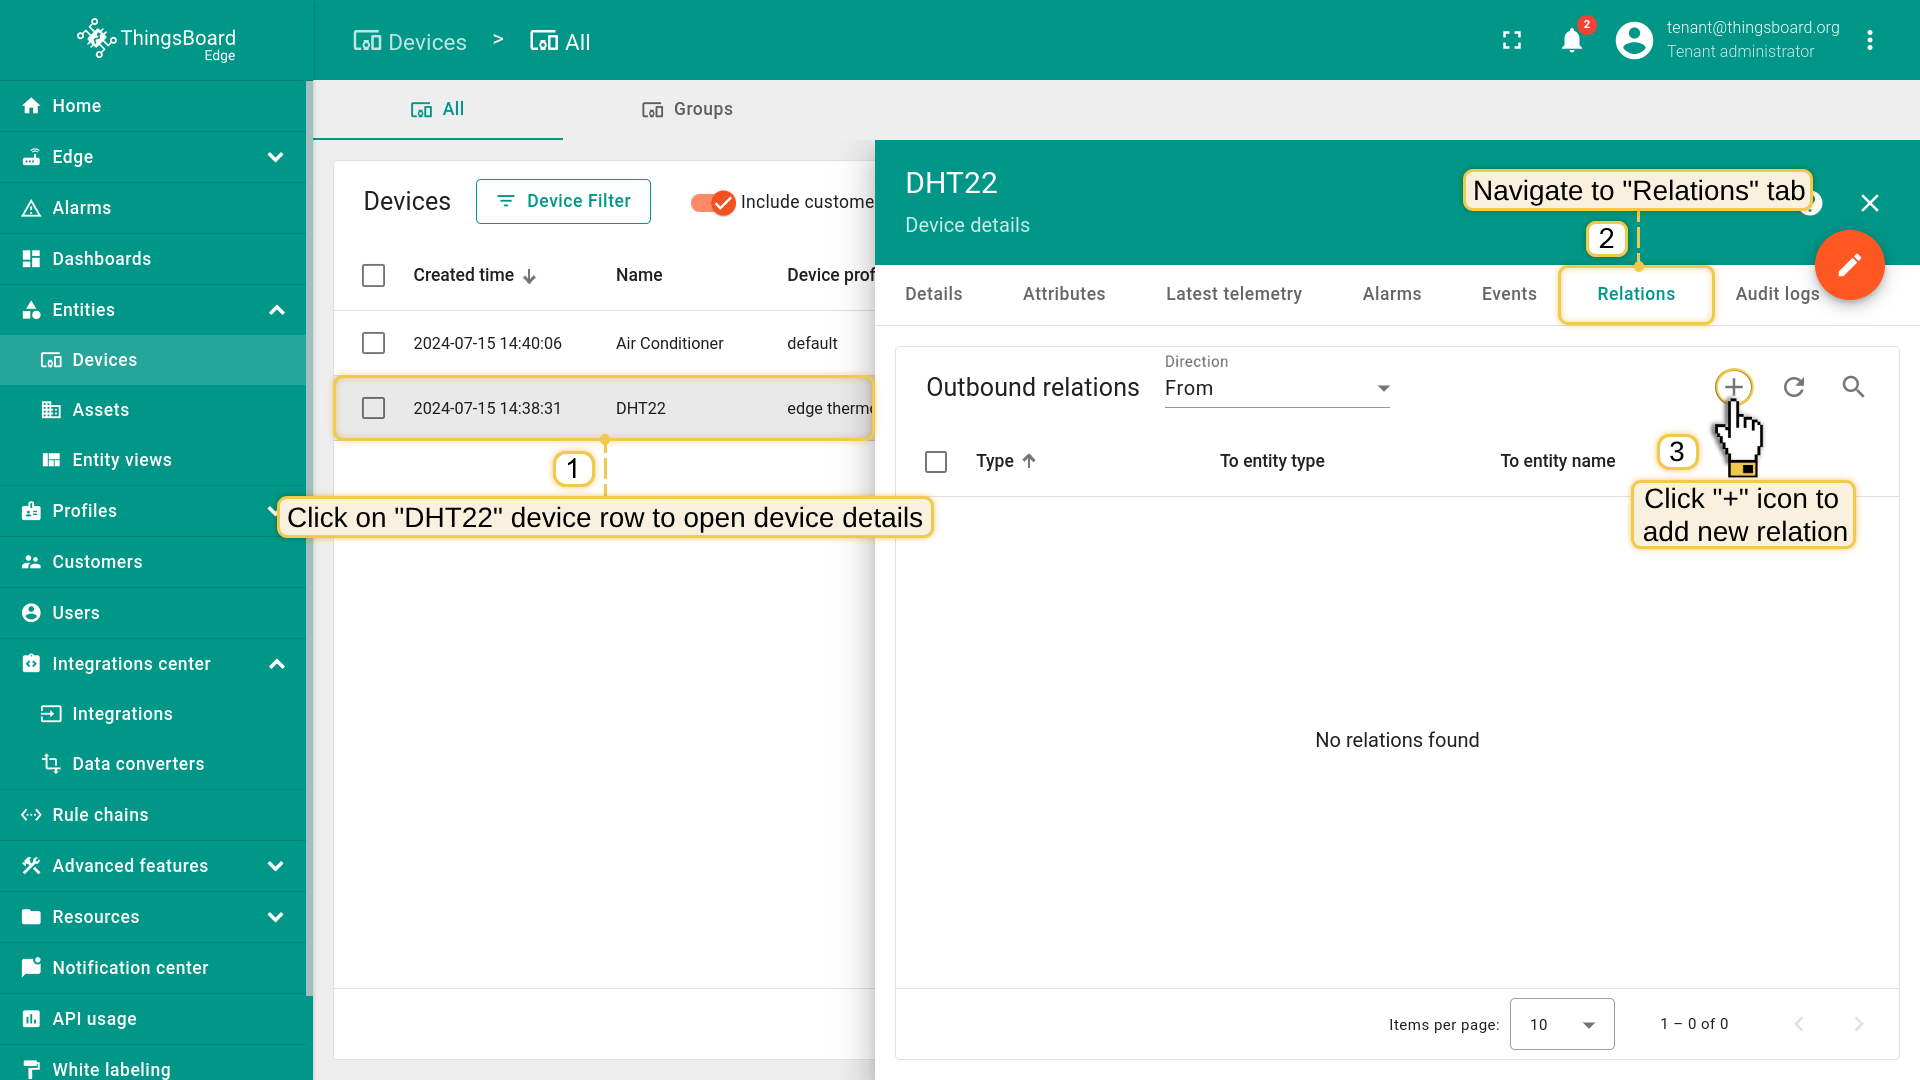 ThingsBoard
Edge
Devices > All
2
tenant@thingsboard.org
Tenant administrator
Home
Edge
Alarms
Dashboards
Entities
Devices
Assets
Entity views
Profiles
Customers
Users
Integrations center
Integrations
Data converters
Rule chains
Advanced features
Resources
Notification center
API usage
White labeling
All
Groups
Devices
Device Filter
Include custome
Created time
Name
Device prof
2024-07-15 14:40:06
Air Conditioner
default
2024-07-15 14:38:31
DHT22
edge therm
1
Click on "DHT22" device row to open device details
DHT22
Device details
Navigate to "Relations" tab
2
Details
Attributes
Latest telemetry
Alarms
Events
Relations
Audit logs
Outbound relations
Direction
From
Type
To entity type
To entity name
3
Click "+" icon to
add new relation
No relations found
Items per page:
10
1 – 0 of 0